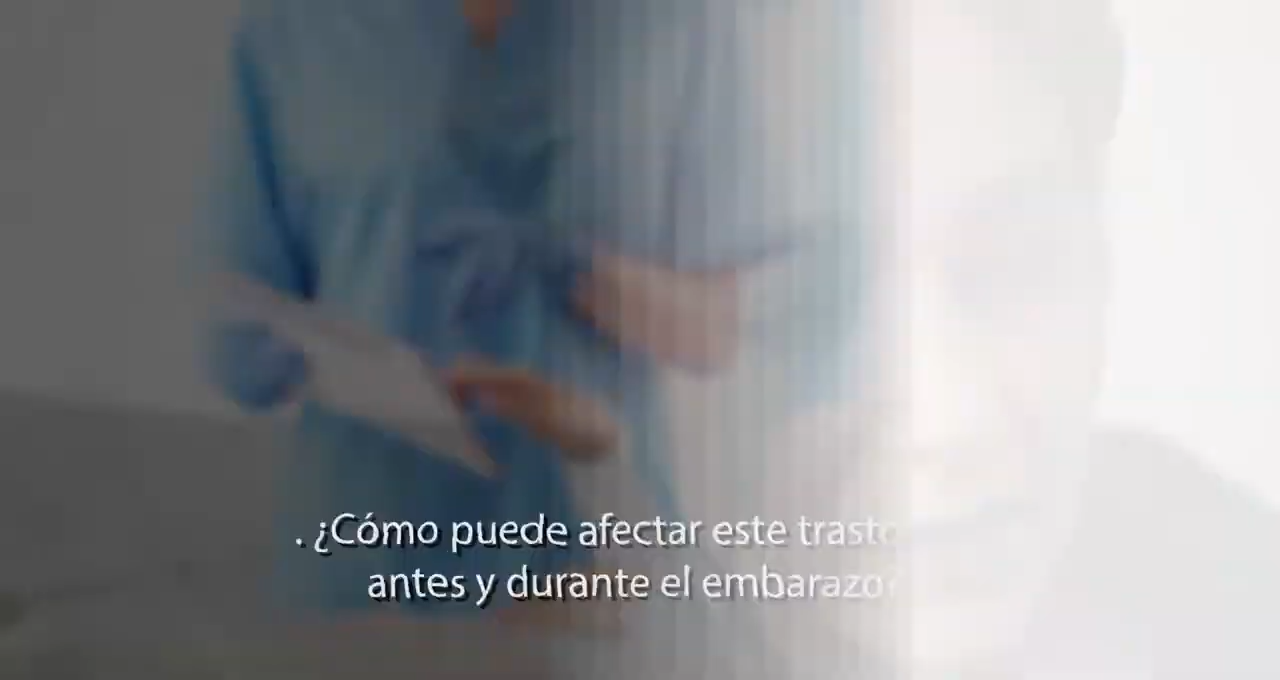 . ¿Cómo puede afectar este
antes y durante el embarazo?